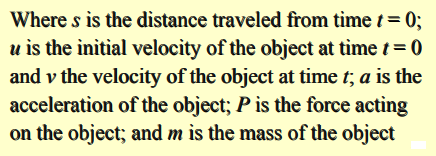 Where s is the distance traveled from time t = 0;
u is the initial velocity of the object at time t = 0
and v the velocity of the object at time t; a is the
acceleration of the object; P is the force acting
on the object; and m is the mass of the object